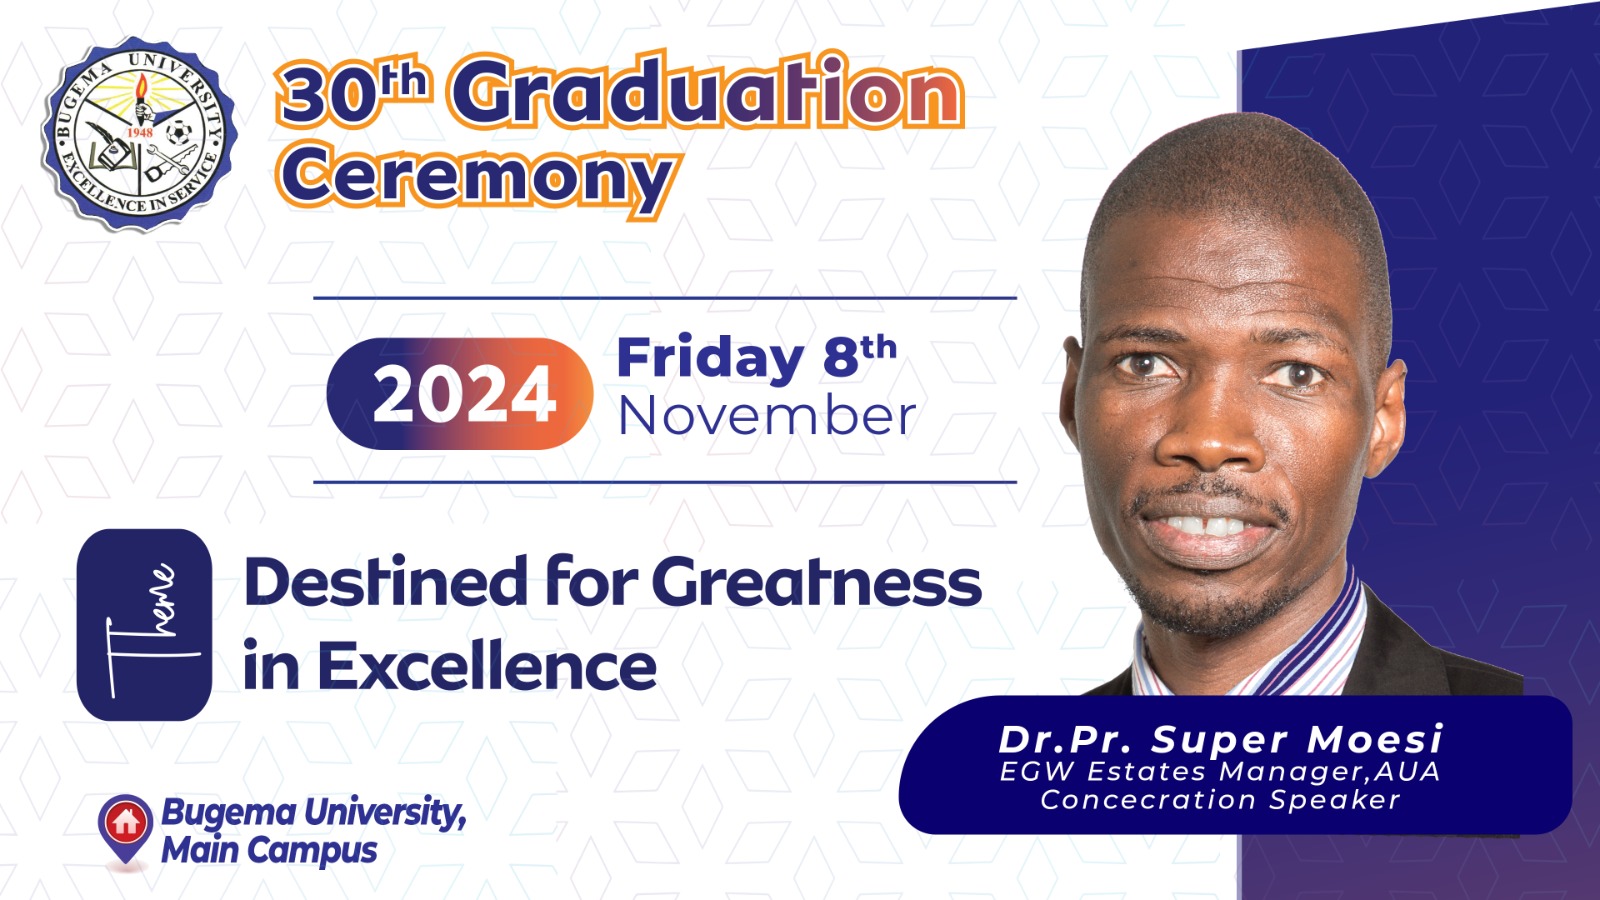 BUGEMA UNIVERSITY
1948
EXCELLENCE IN SERVICE
30th Graduation
Ceremony
2024
Friday 8th
November
Theme
Destined for Greatness
in Excellence
Bugema University,
Main Campus
Dr.Pr. Super Moesi
EGW Estates Manager,AUA
Concecration Speaker